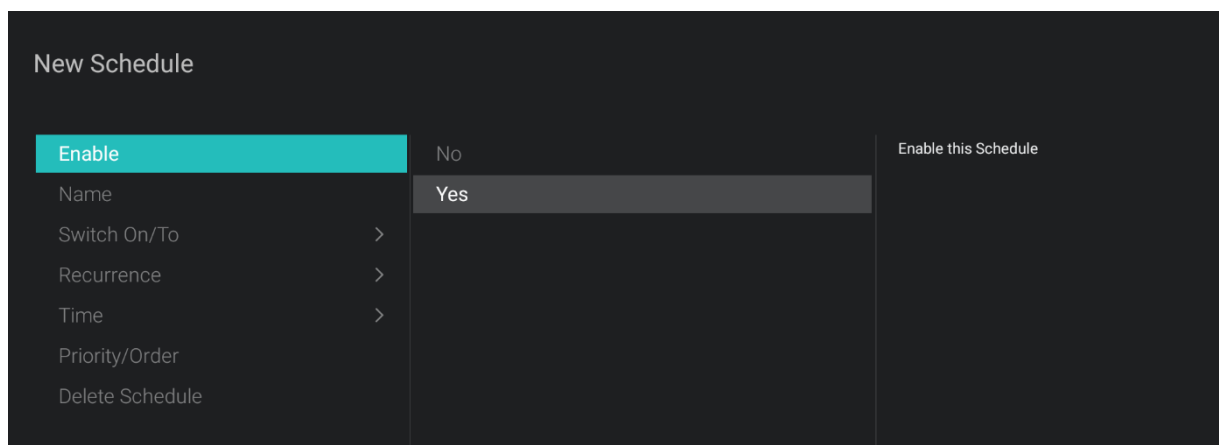 New Schedule
Enable
Name
Switch On/To
Recurrence
Time
Priority/Order
Delete Schedule
No
Yes
Enable this Schedule